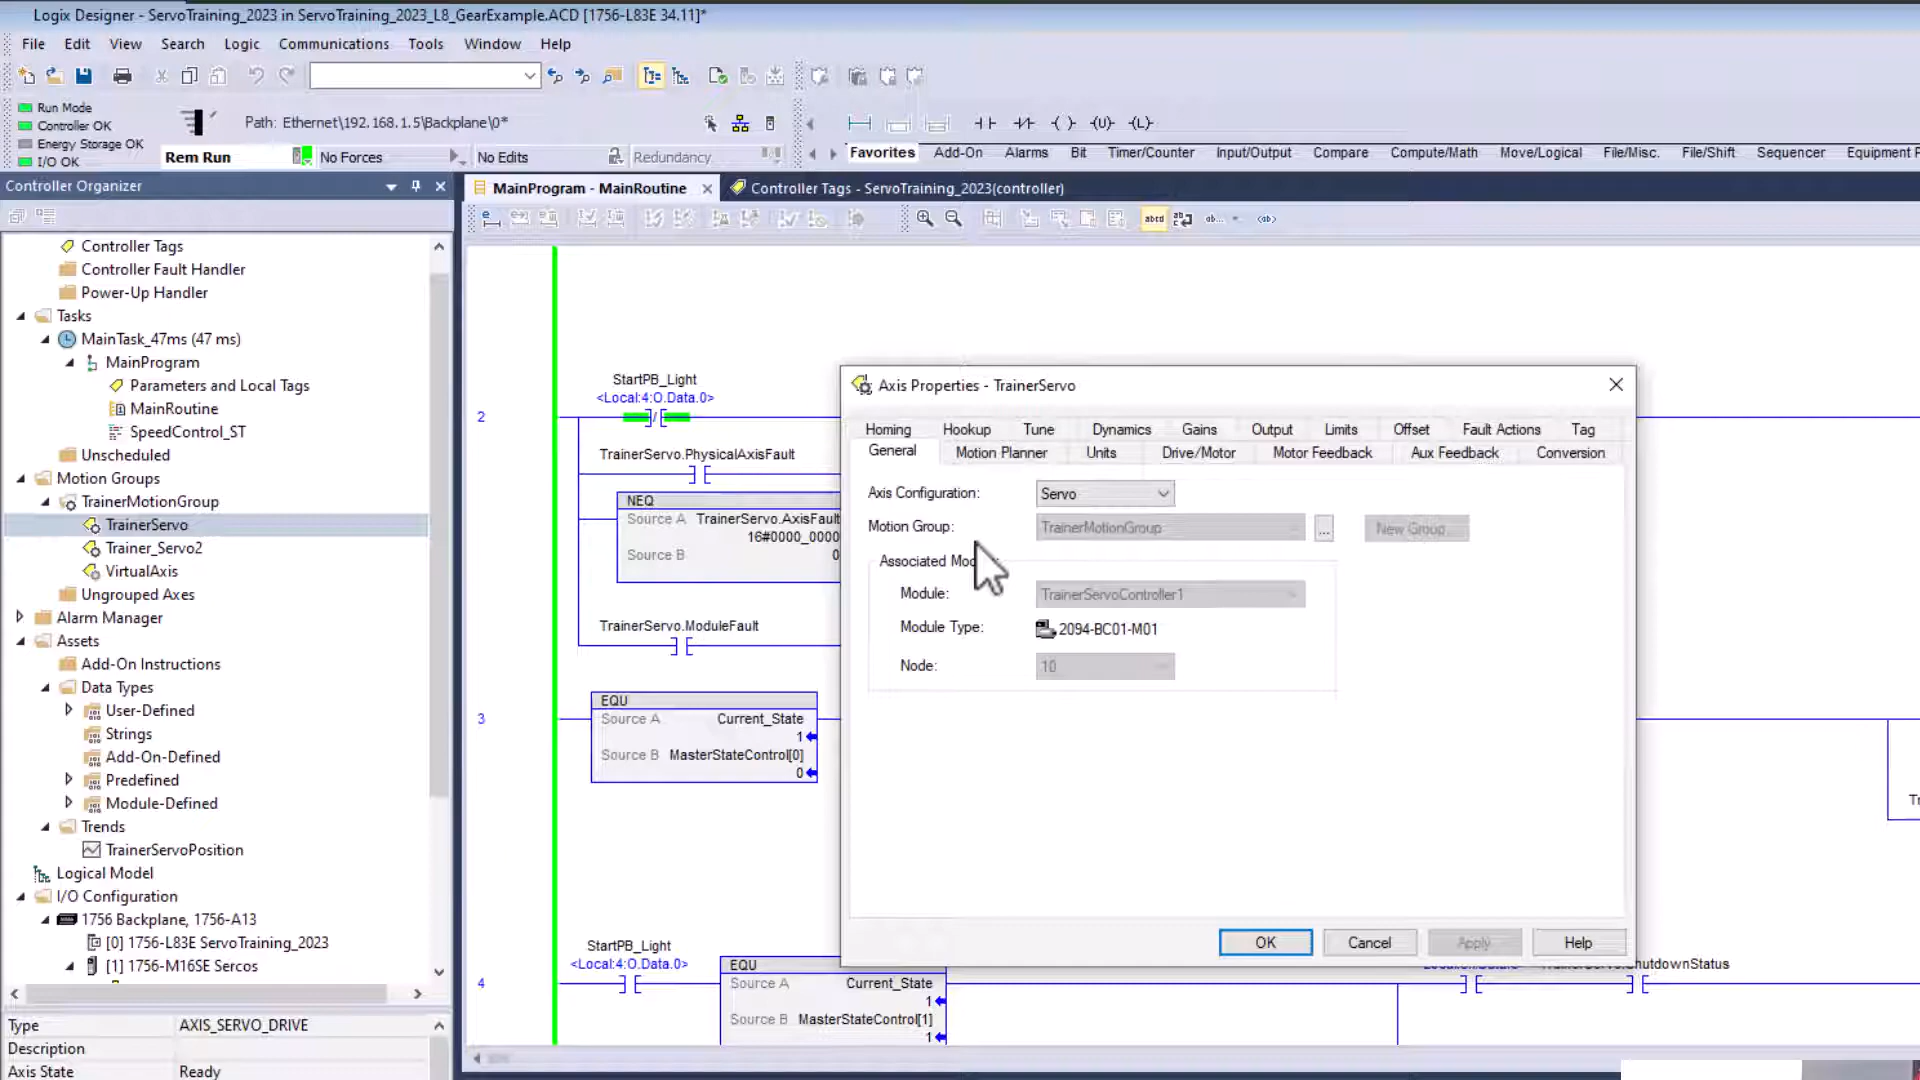 Logix Designer - ServoTraining_2023 in ServoTraining_2023_L8_GearExample.ACD [1756-L83E 34.11]*
File Edit View Search Logic Communications Tools Window Help
Run Mode
Controller OK
Energy Storage OK
I/O OK
Path: Ethernet\192.168.1.5\Backplane\0*
Rem Run No Forces No Edits Redundancy
Favorites Add-On Alarms Bit Timer/Counter Input/Output Compare Compute/Math Move/Logical File/Misc. File/Shift Sequencer Equipment P
Controller Organizer
MainProgram - MainRoutine
Controller Tags - ServoTraining_2023(controller)
Controller Tags
Controller Fault Handler
Power-Up Handler
Tasks
MainTask_47ms (47 ms)
MainProgram
Parameters and Local Tags
MainRoutine
SpeedControl_ST
Unscheduled
Motion Groups
TrainerMotionGroup
TrainerServo
Trainer_Servo2
VirtualAxis
Ungrouped Axes
Alarm Manager
Assets
Add-On Instructions
Data Types
User-Defined
Strings
Add-On-Defined
Predefined
Module-Defined
Trends
TrainerServoPosition
Logical Model
I/O Configuration
1756 Backplane, 1756-A13
[0] 1756-L83E ServoTraining_2023
[1] 1756-M16SE Sercos
Type AXIS_SERVO_DRIVE
Description
Axis State Ready
2
StartPB_Light
<Local:4:O.Data.0>
TrainerServo.PhysicalAxisFault
NEQ
Source A TrainerServo.AxisFault
16#0000_0000
Source B 0
TrainerServo.ModuleFault
3
EQU
Source A Current_State
1
Source B MasterStateControl[0]
0
4
StartPB_Light
<Local:4:O.Data.0>
EQU
Source A Current_State
1
Source B MasterStateControl[1]
1
Axis Properties - TrainerServo
Homing Hookup Tune Dynamics Gains Output Limits Offset Fault Actions Tag
General Motion Planner Units Drive/Motor Motor Feedback Aux Feedback Conversion
Axis Configuration: Servo
Motion Group: TrainerMotionGroup ... New Group...
Associated Mo
Module: TrainerServoController1
Module Type: 2094-BC01-M01
Node: 10
OK Cancel Apply Help